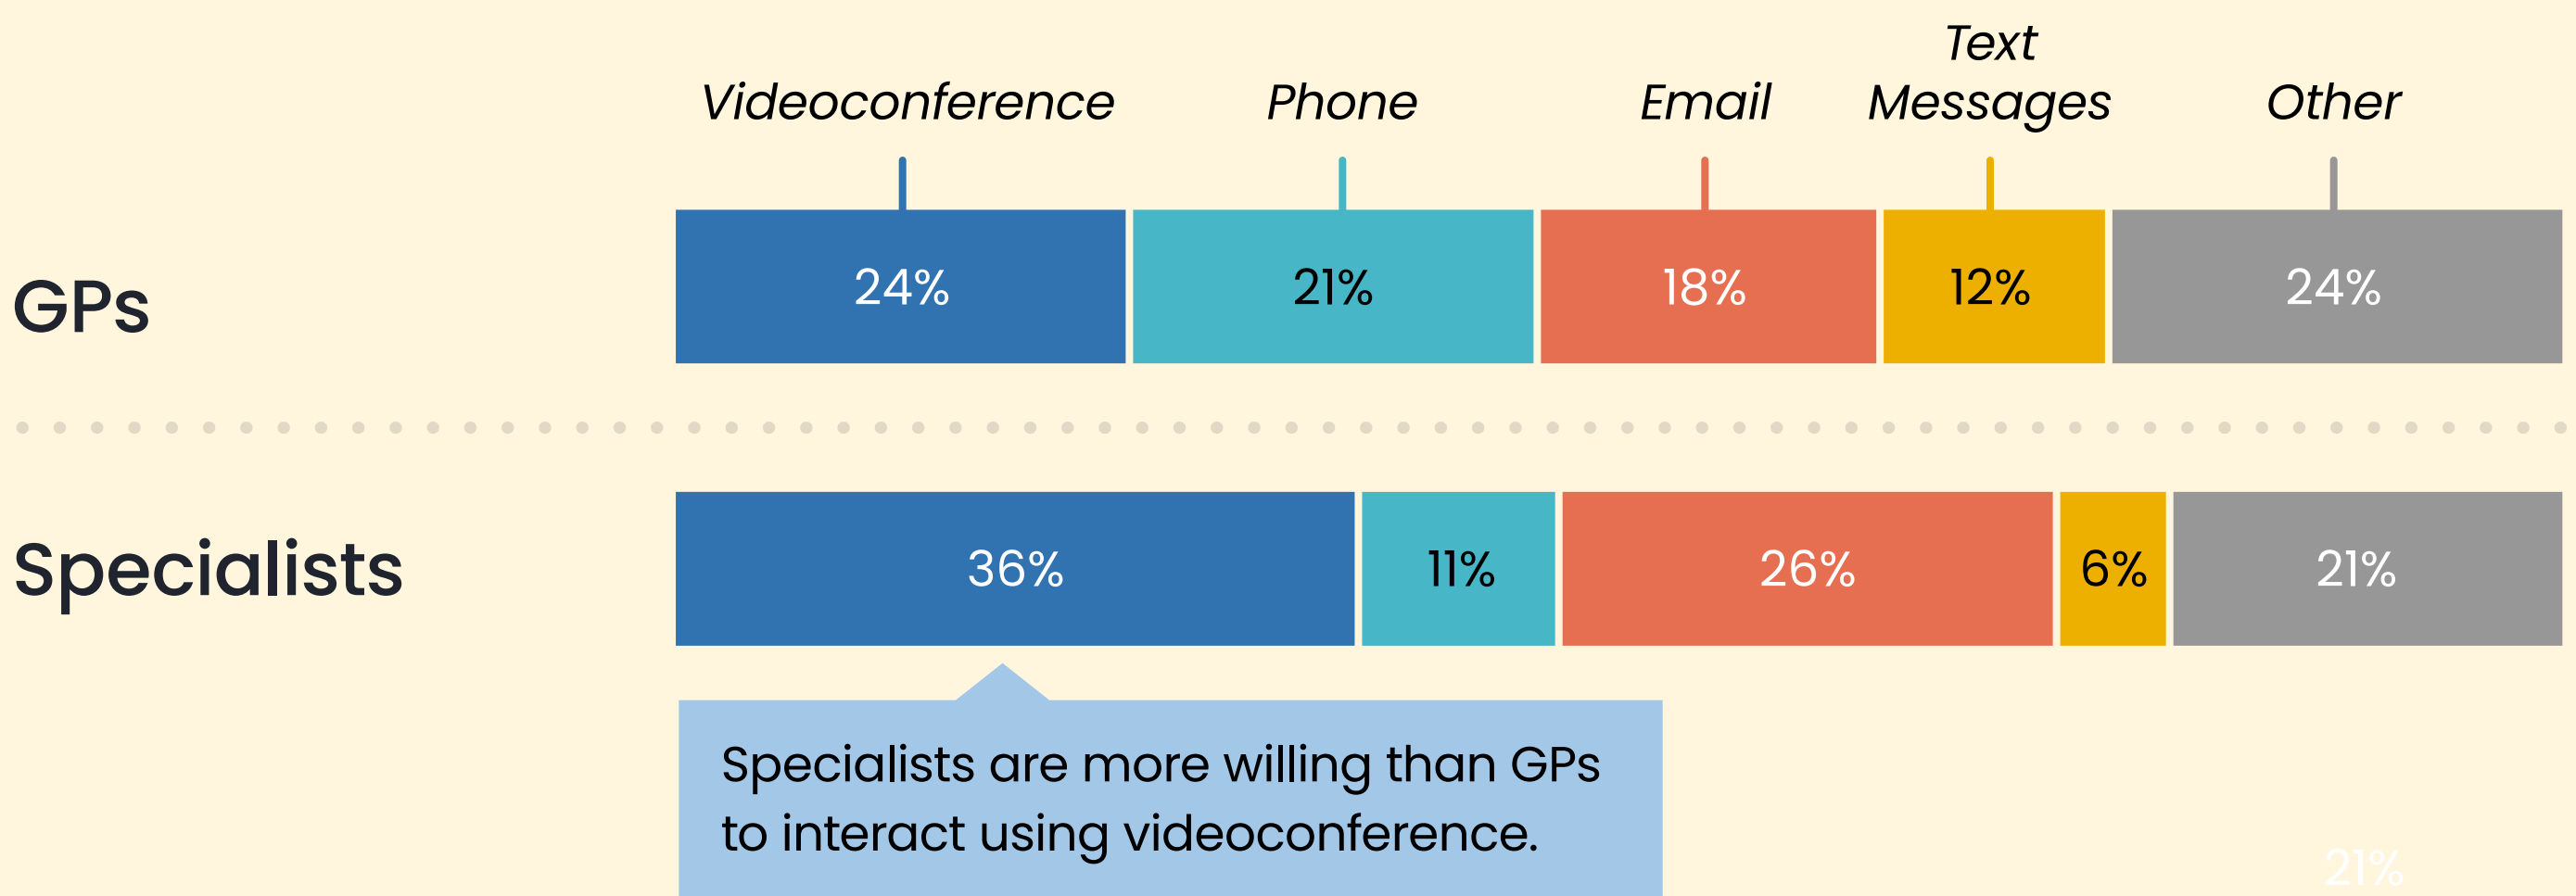 Text
Videoconference Phone Email Messages Other
GPs 24% 21% 18% 12% 24%
Specialists 36% 11% 26% 6% 21%
Specialists are more willing than GPs
to interact using videoconference.
21%